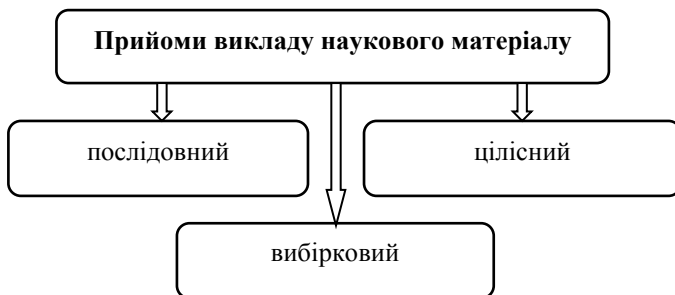 Прийоми викладу наукового матеріалу
послідовний
цілісний
вибірковий